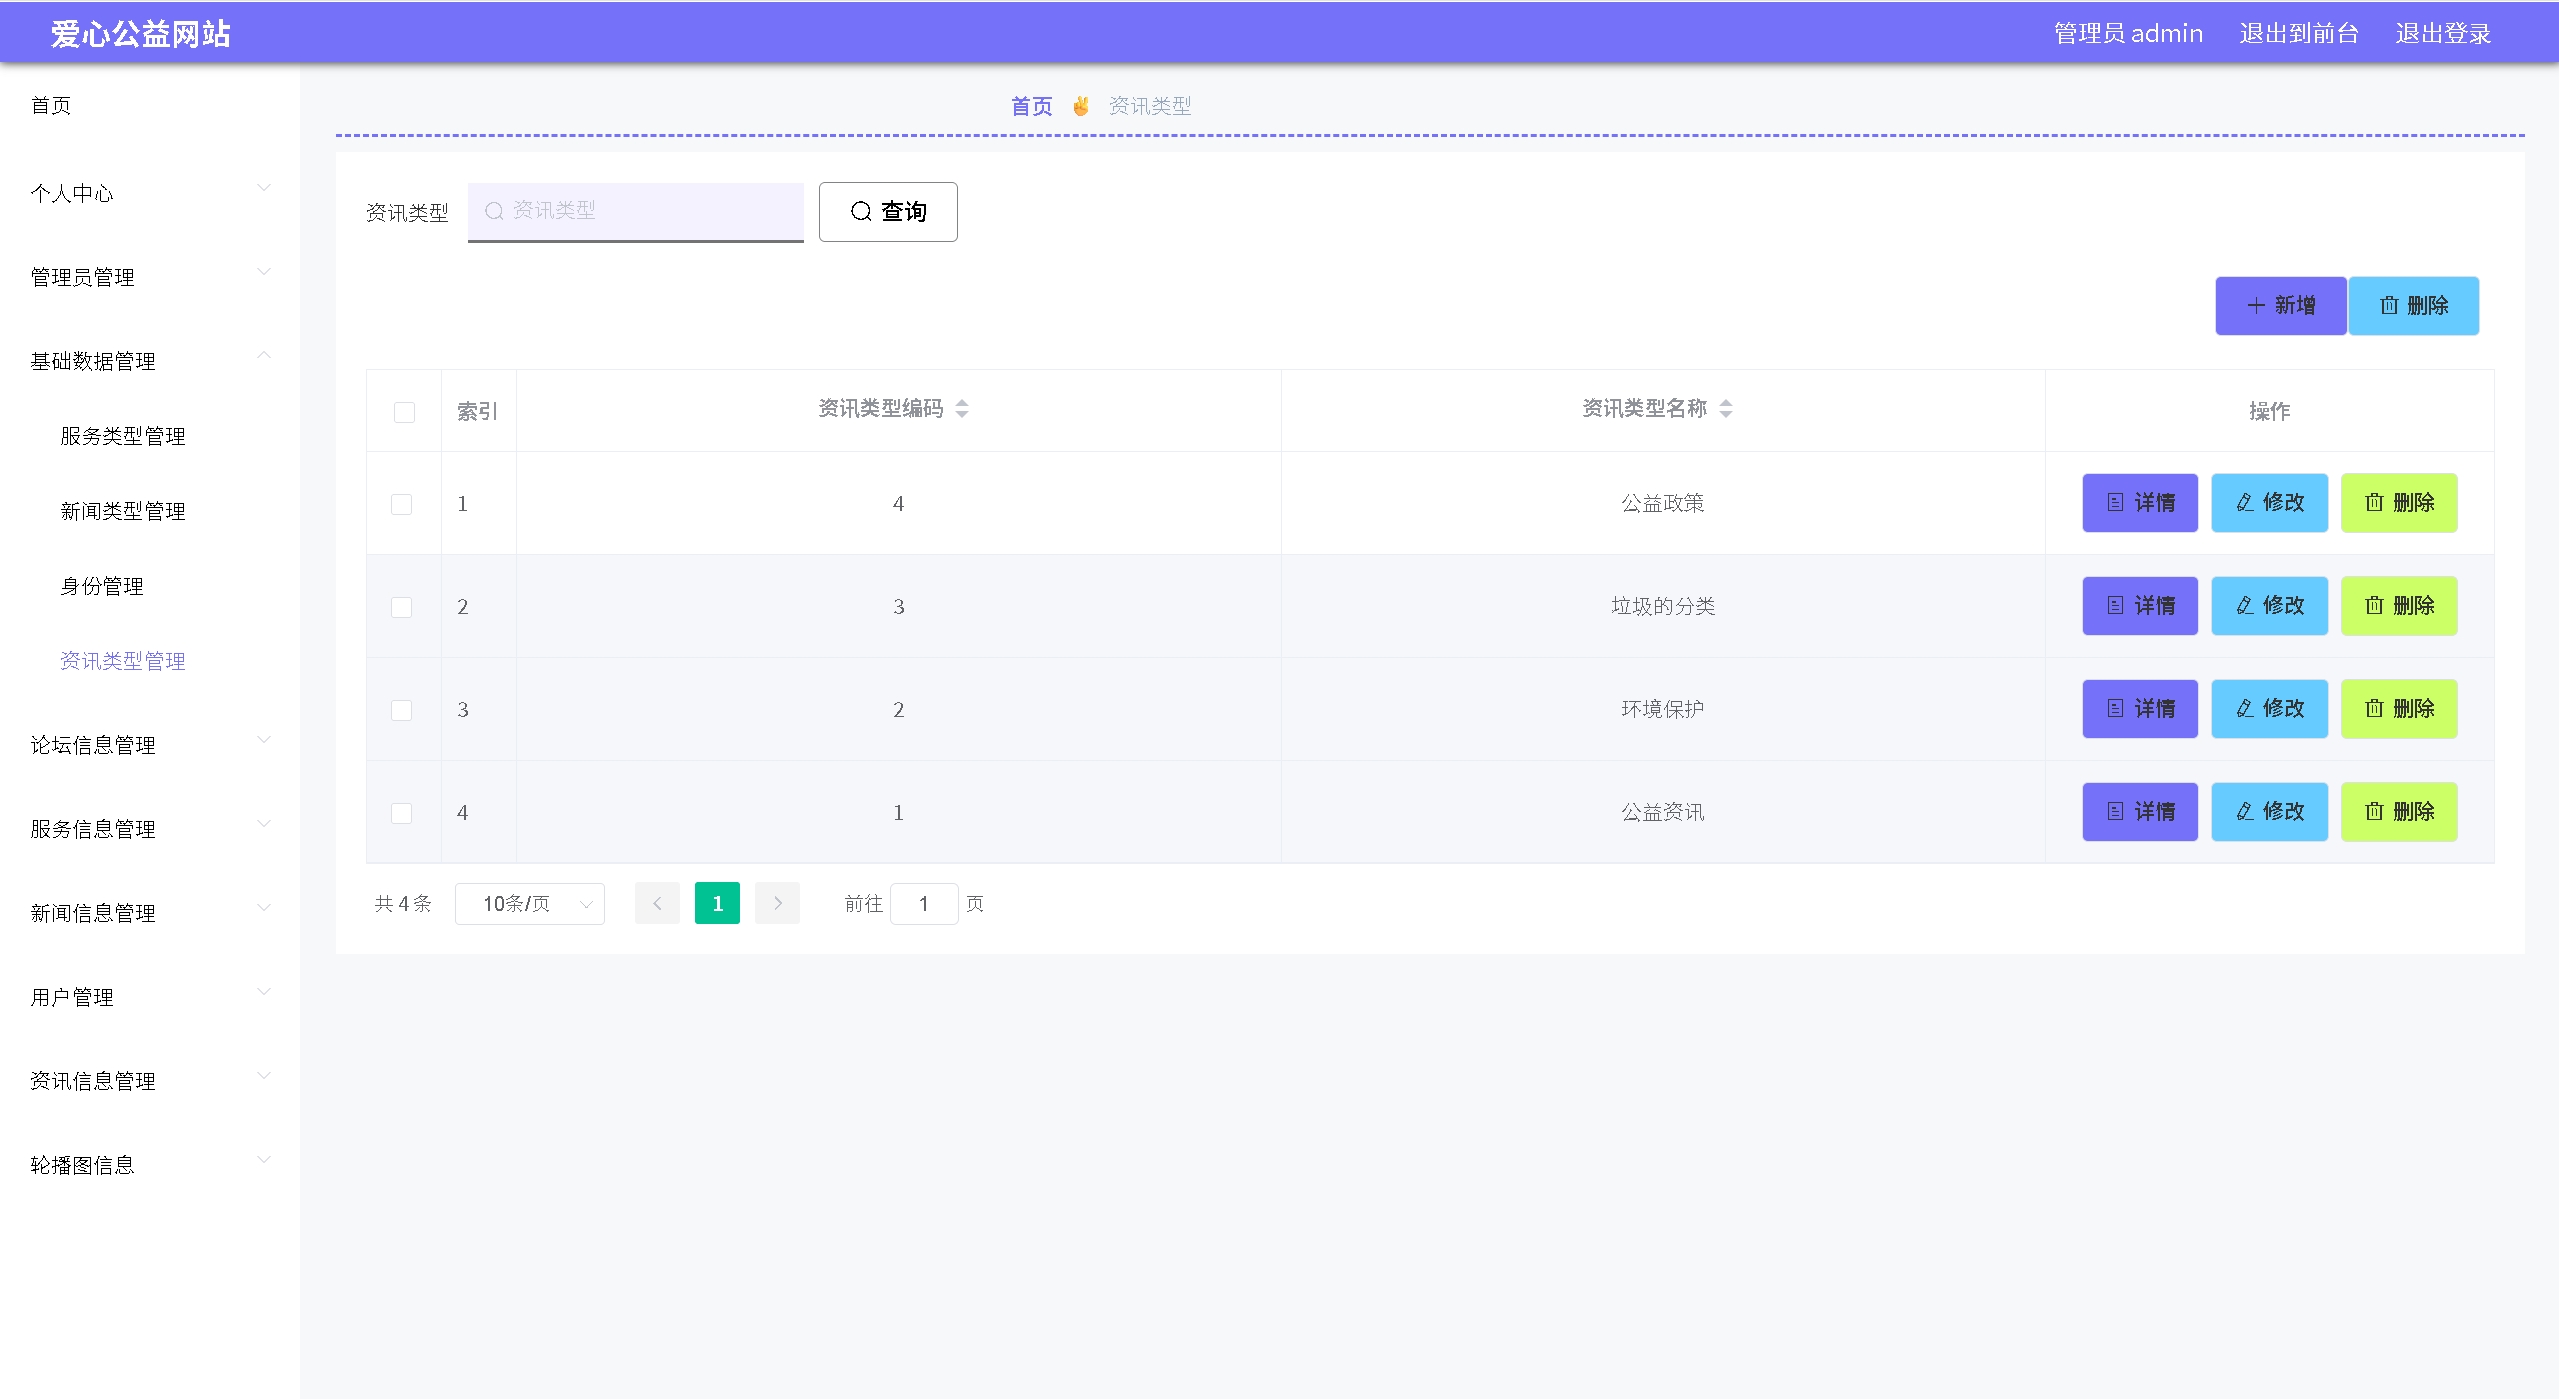 爱心公益网站
管理员 admin 退出到前台 退出登录
首页
个人中心
管理员管理
基础数据管理
服务类型管理
新闻类型管理
身份管理
资讯类型管理
论坛信息管理
服务信息管理
新闻信息管理
用户管理
资讯信息管理
轮播图信息
首页 ✌ 资讯类型
资讯类型 资讯类型 查询
新增 删除
索引 资讯类型编码 资讯类型名称 操作
1 4 公益政策 详情 修改 删除
2 3 垃圾的分类 详情 修改 删除
3 2 环境保护 详情 修改 删除
4 1 公益资讯 详情 修改 删除
共 4 条 10条/页 1 前往 1 页